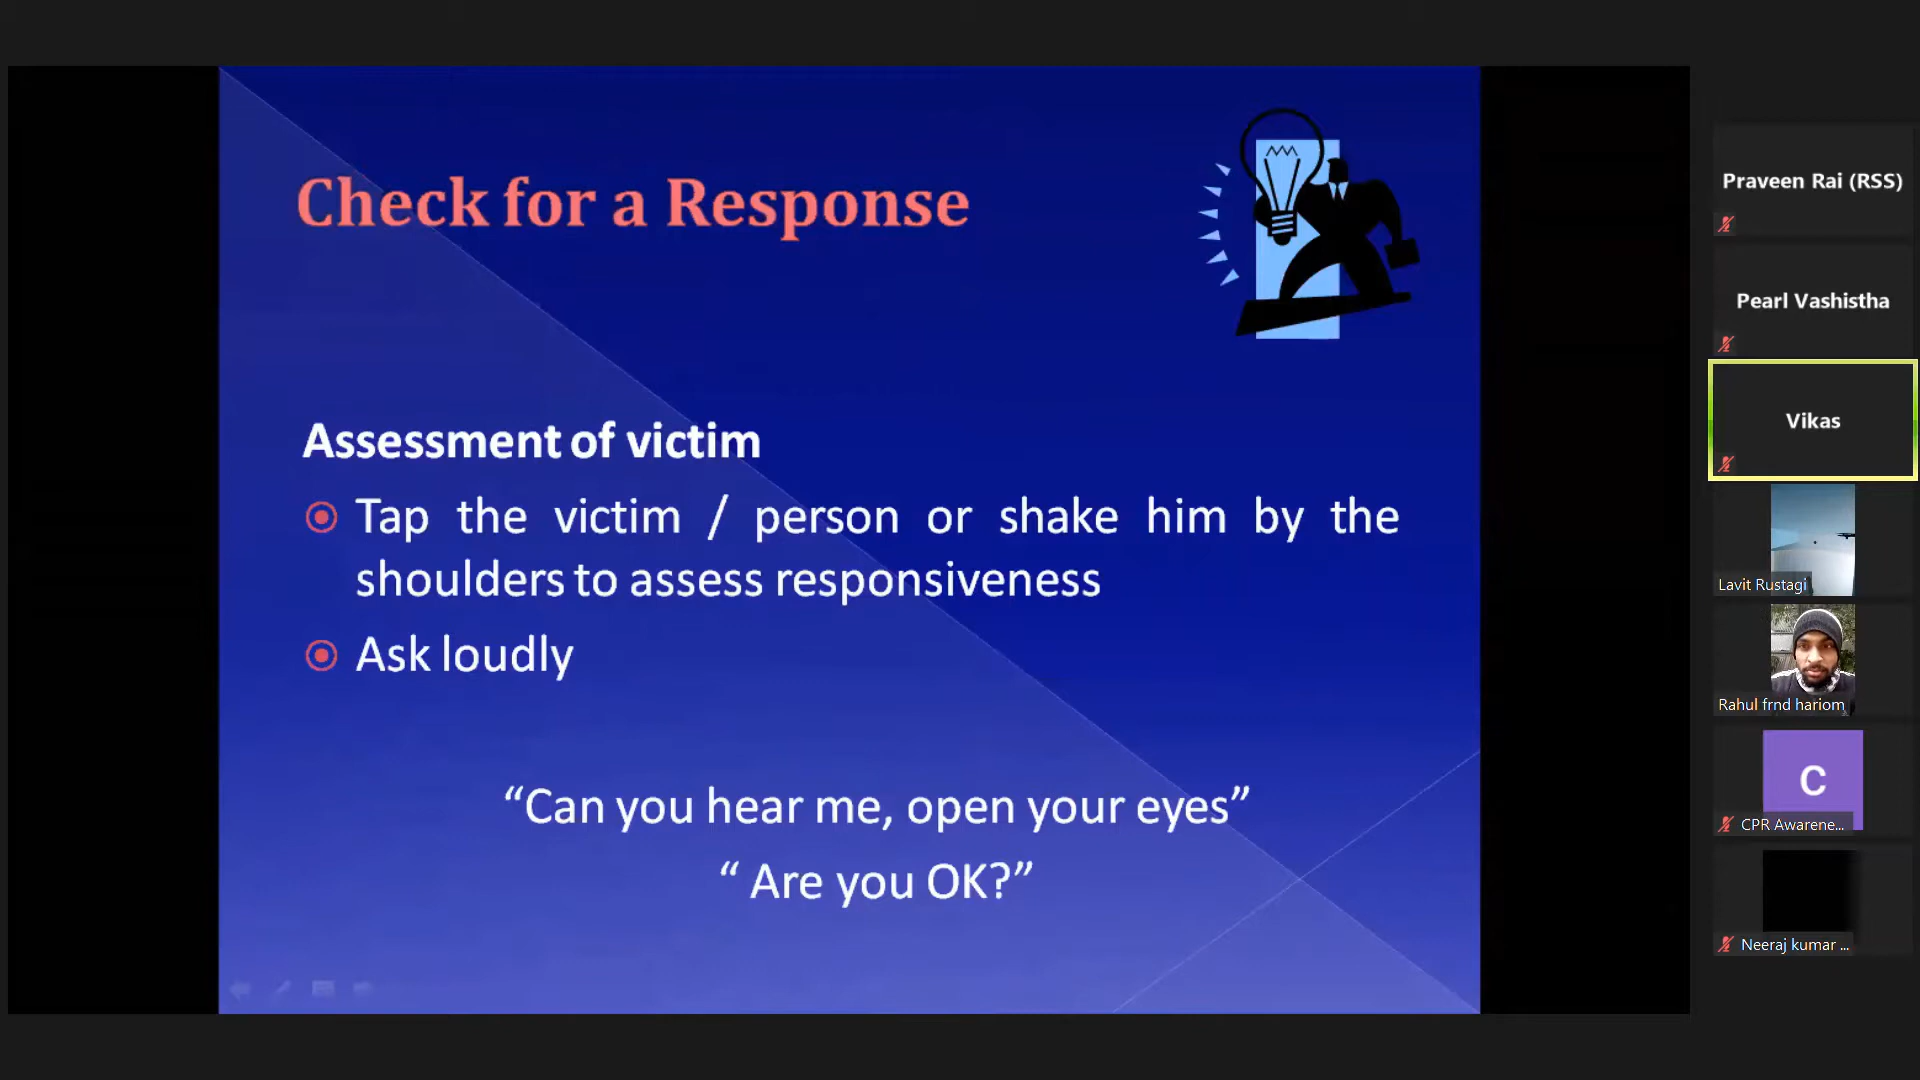 Check for a Response
Assessment of victim
Tap the victim / person or shake him by the
shoulders to assess responsiveness
Ask loudly
“Can you hear me, open your eyes”
“ Are you OK?”
Praveen Rai (RSS)
Pearl Vashistha
Vikas
Lavit Rustagi
Rahul frnd hariom
C
CPR Awarene...
Neeraj kumar ...